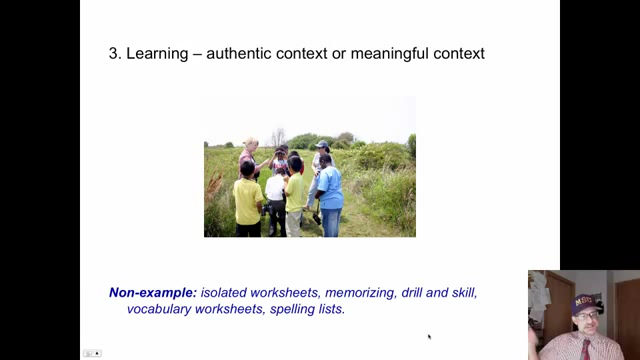 3. Learning – authentic context or meaningful context
Non-example: isolated worksheets, memorizing, drill and skill,
vocabulary worksheets, spelling lists.